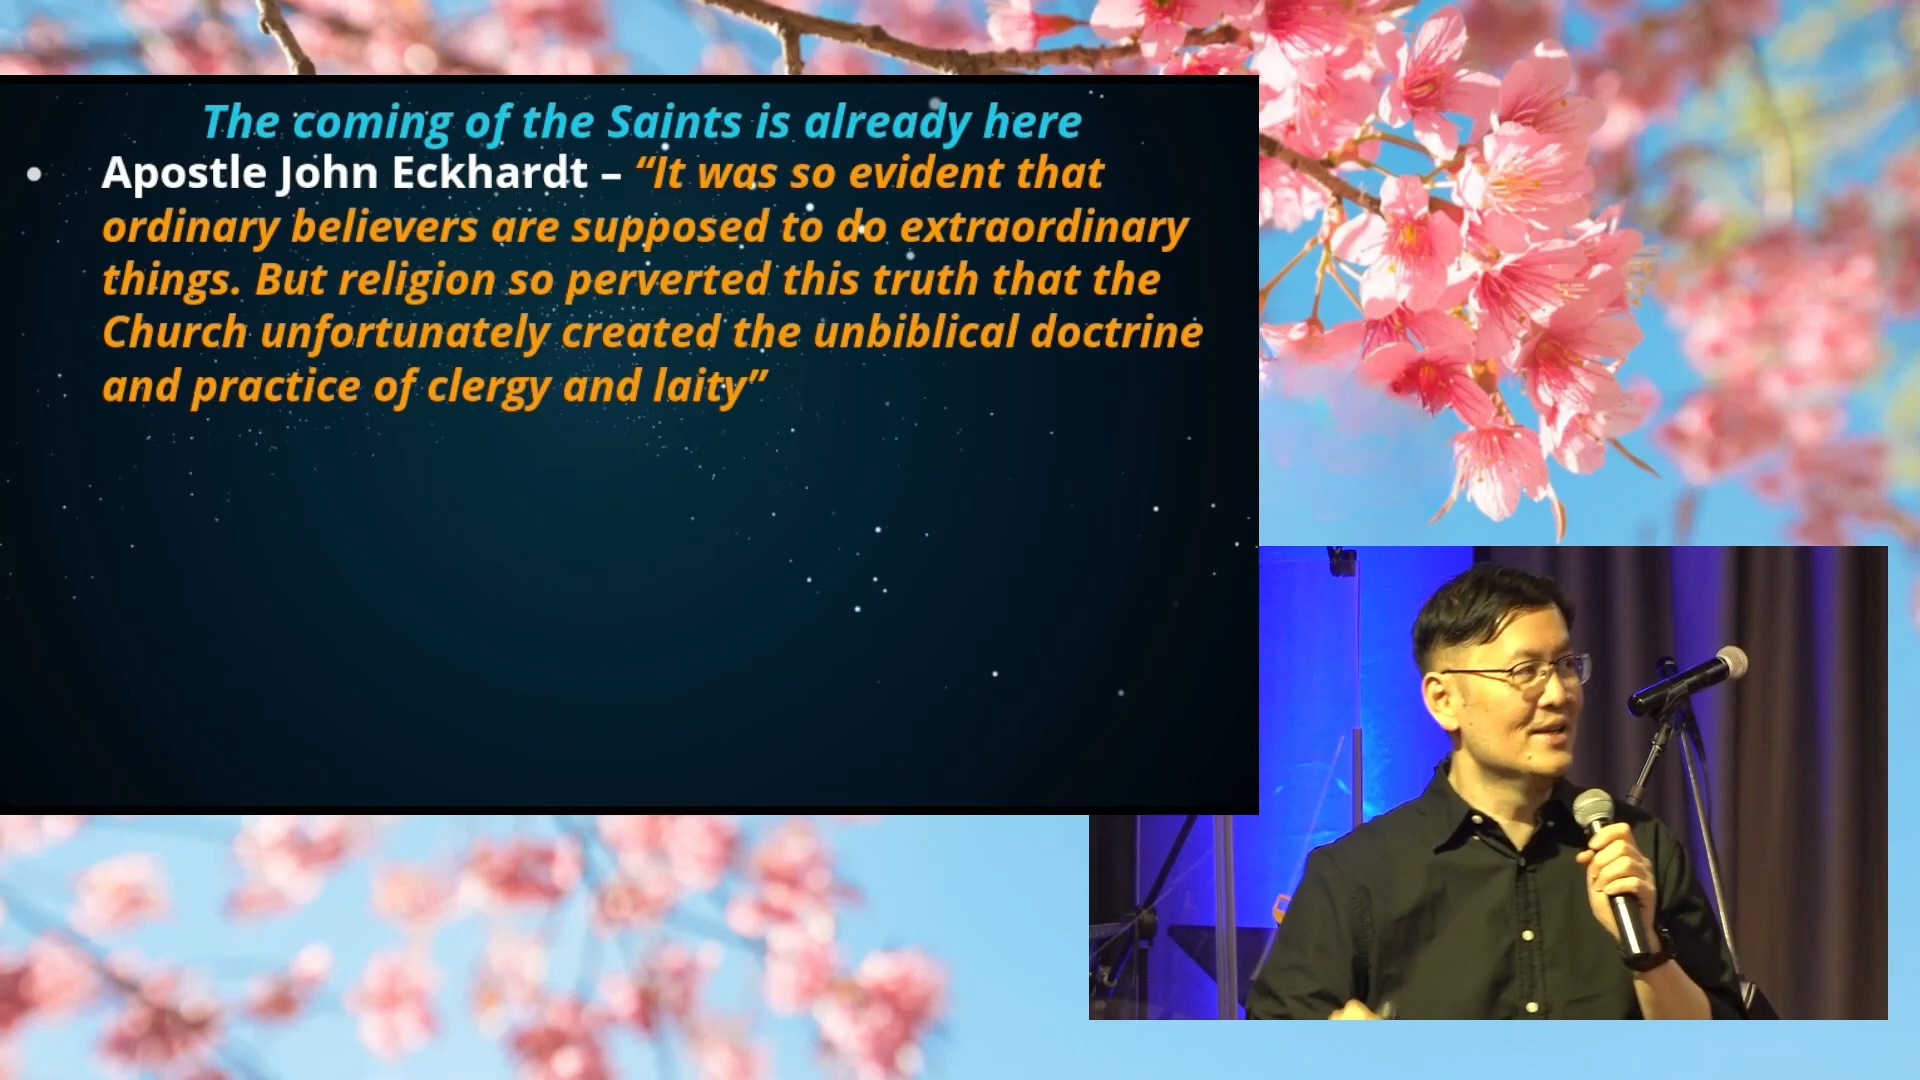 The coming of the Saints is already here
• Apostle John Eckhardt – “It was so evident that
ordinary believers are supposed to do extraordinary
things. But religion so perverted this truth that the
Church unfortunately created the unbiblical doctrine
and practice of clergy and laity”